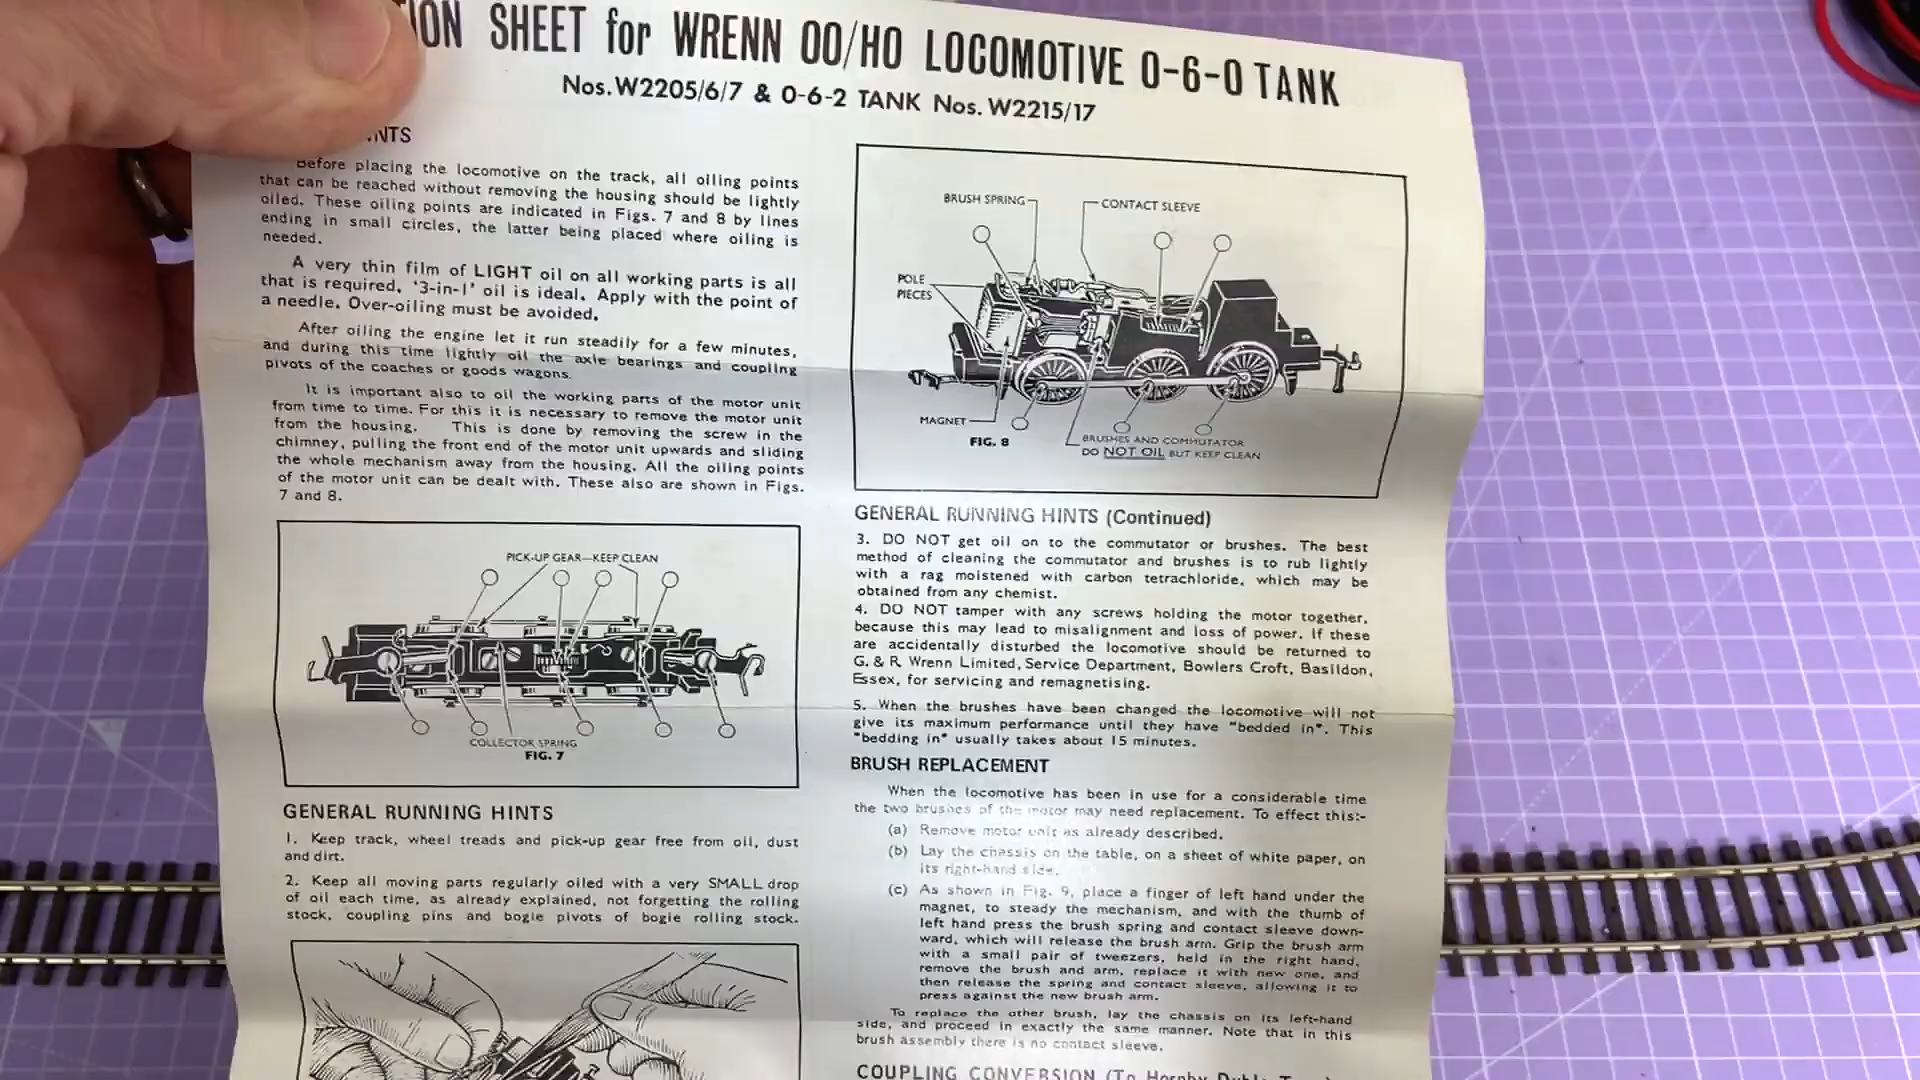 ION SHEET for WRENN OO/HO LOCOMOTIVE 0-6-0 TANK
Nos. W2205/6/7 & 0-6-2 TANK Nos. W2215/17
INTS
Before placing the locomotive on the track, all oiling points
that can be reached without removing the housing should be lightly
oiled. These oiling points are indicated in Figs. 7 and 8 by lines
ending in small circles, the latter being placed where oiling is
needed.
A very thin film of LIGHT oil on all working parts is all
that is required. '3-in-1' oil is ideal. Apply with the point of
a needle. Over-oiling must be avoided.
After oiling the engine let it run steadily for a few minutes,
and during this time lightly oil the axle bearings and coupling
pivots of the coaches or goods wagons.
It is important also to oil the working parts of the motor unit
from time to time. For this it is necessary to remove the motor unit
from the housing. This is done by removing the screw in the
chimney, pulling the front end of the motor unit upwards and sliding
the whole mechanism away from the housing. All the oiling points
of the motor unit can be dealt with. These also are shown in Figs.
7 and 8.
PICK-UP GEAR—KEEP CLEAN
COLLECTOR SPRING
FIG. 7
GENERAL RUNNING HINTS
1. Keep track, wheel treads and pick-up gear free from oil, dust
and dirt.
2. Keep all moving parts regularly oiled with a very SMALL drop
of oil each time, as already explained, not forgetting the rolling
stock, coupling pins and bogie pivots of bogie rolling stock.
BRUSH SPRING
CONTACT SLEEVE
POLE
PIECES
MAGNET
FIG. 8
BRUSHES AND COMMUTATOR
DO NOT OIL BUT KEEP CLEAN
GENERAL RUNNING HINTS (Continued)
3. DO NOT get oil on to the commutator or brushes. The best
method of cleaning the commutator and brushes is to rub lightly
with a rag moistened with carbon tetrachloride, which may be
obtained from any chemist.
4. DO NOT tamper with any screws holding the motor together,
because this may lead to misalignment and loss of power. If these
are accidentally disturbed the locomotive should be returned to
G. & R. Wrenn Limited, Service Department, Bowlers Croft, Basildon,
Essex, for servicing and remagnetising.
5. When the brushes have been changed the locomotive will not
give its maximum performance until they have "bedded in". This
"bedding in" usually takes about 15 minutes.
BRUSH REPLACEMENT
When the locomotive has been in use for a considerable time
the two brushes of the motor may need replacement. To effect this:-
(a) Remove motor unit as already described.
(b) Lay the chassis on the table, on a sheet of white paper, on
its right-hand side.
(c) As shown in Fig. 9, place a finger of left hand under the
magnet, to steady the mechanism, and with the thumb of
left hand press the brush spring and contact sleeve down-
ward, which will release the brush arm. Grip the brush arm
with a small pair of tweezers, held in the right hand,
remove the brush and arm, replace it with new one, and
then release the spring and contact sleeve, allowing it to
press against the new brush arm.
To replace the other brush, lay the chassis on its left-hand
side, and proceed in exactly the same manner. Note that in this
brush assembly there is no contact sleeve.
COUPLING CONVERSION (To Hornby Dublo